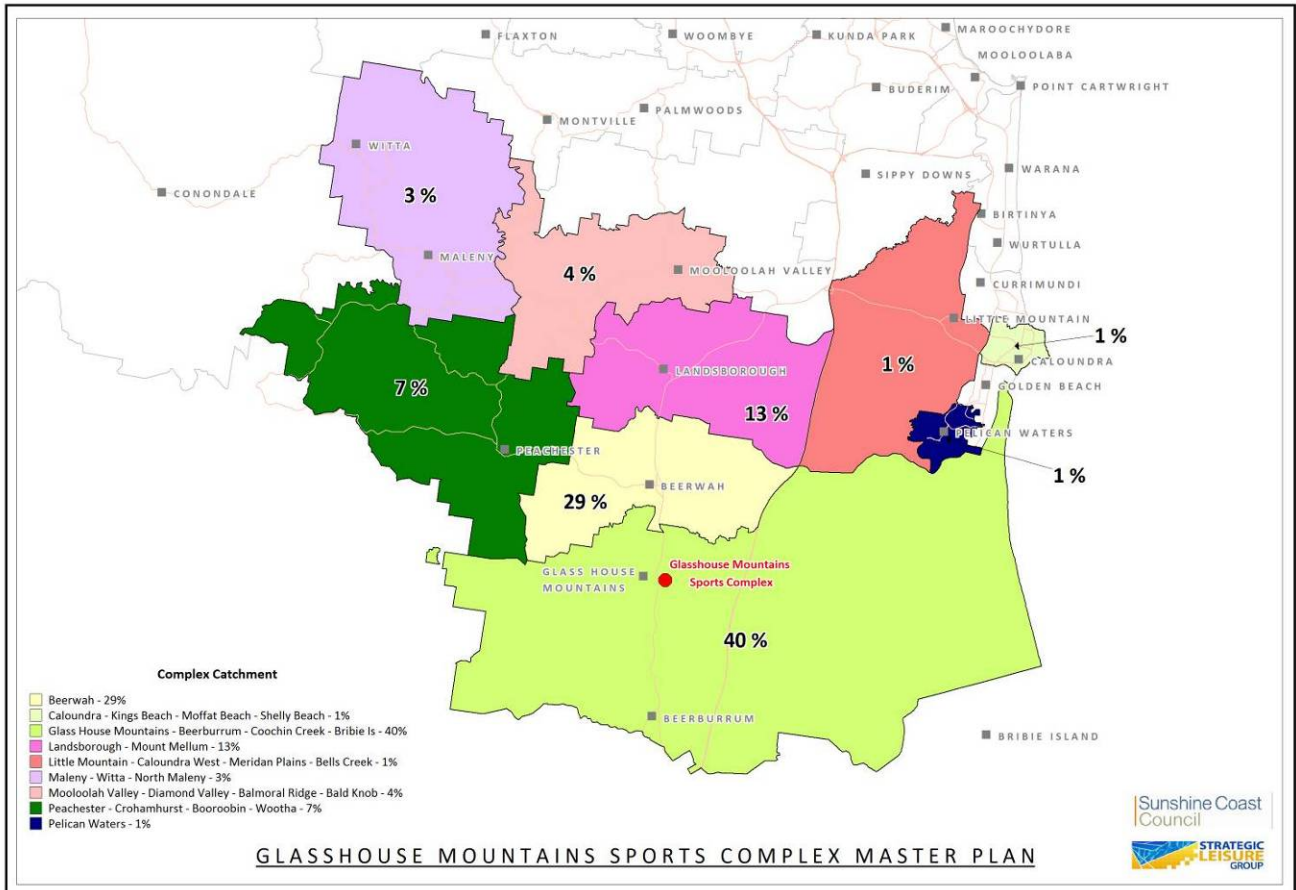 FLAXTON
WOOMBYE
KUNDA PARK
MAROOCHYDORE
MOOLOOLABA
POINT CARTWRIGHT
BUDERIM
PALMWOODS
MONTVILLE
WITTA
CONONDALE
SIPPY DOWNS
WARANA
3 %
BIRTINYA
WURTULLA
MALENY
4 %
MOOLOOLAH VALLEY
CURRIMUNDI
LITTLE MOUNTAIN
1 %
CALOUNDRA
1 %
LANDSBOROUGH
GOLDEN BEACH
7 %
13 %
PELICAN WATERS
PEACHESTER
1 %
BEERWAH
29 %
GLASS HOUSE
MOUNTAINS
Glasshouse Mountains
Sports Complex
40 %
BEERBURRUM
BRIBIE ISLAND
Complex Catchment
Beerwah - 29%
Caloundra - Kings Beach - Moffat Beach - Shelly Beach - 1%
Glass House Mountains - Beerburrum - Coochin Creek - Bribie Is - 40%
Landsborough - Mount Mellum - 13%
Little Mountain - Caloundra West - Meridan Plains - Bells Creek - 1%
Maleny - Witta - North Maleny - 3%
Mooloolah Valley - Diamond Valley - Balmoral Ridge - Bald Knob - 4%
Peachester - Crohamhurst - Booroobin - Wootha - 7%
Pelican Waters - 1%
GLASSHOUSE MOUNTAINS SPORTS COMPLEX MASTER PLAN
Sunshine Coast
Council
STRATEGIC
LEISURE
GROUP